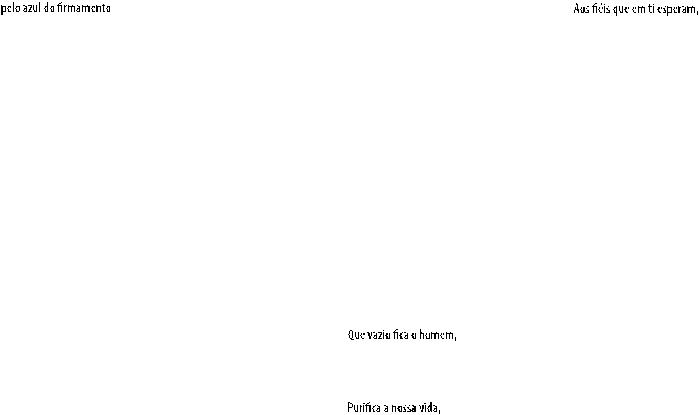 pelo azul do firmamento
Aos fiéis que em ti esperam,
Que vazio fica o homem,
Purifica a nossa vida,